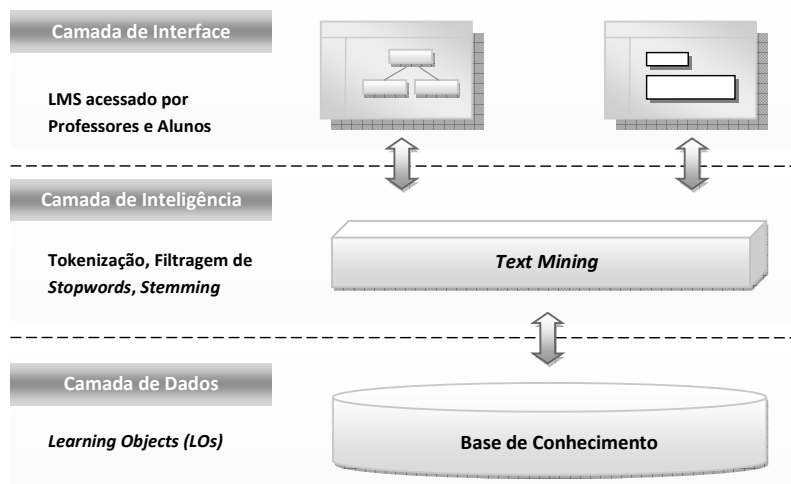 Camada de Interface
LMS acessado por
Professores e Alunos
Camada de Inteligência
Tokenização, Filtragem de
Stopwords, Stemming
Text Mining
Camada de Dados
Learning Objects (LOs)
Base de Conhecimento